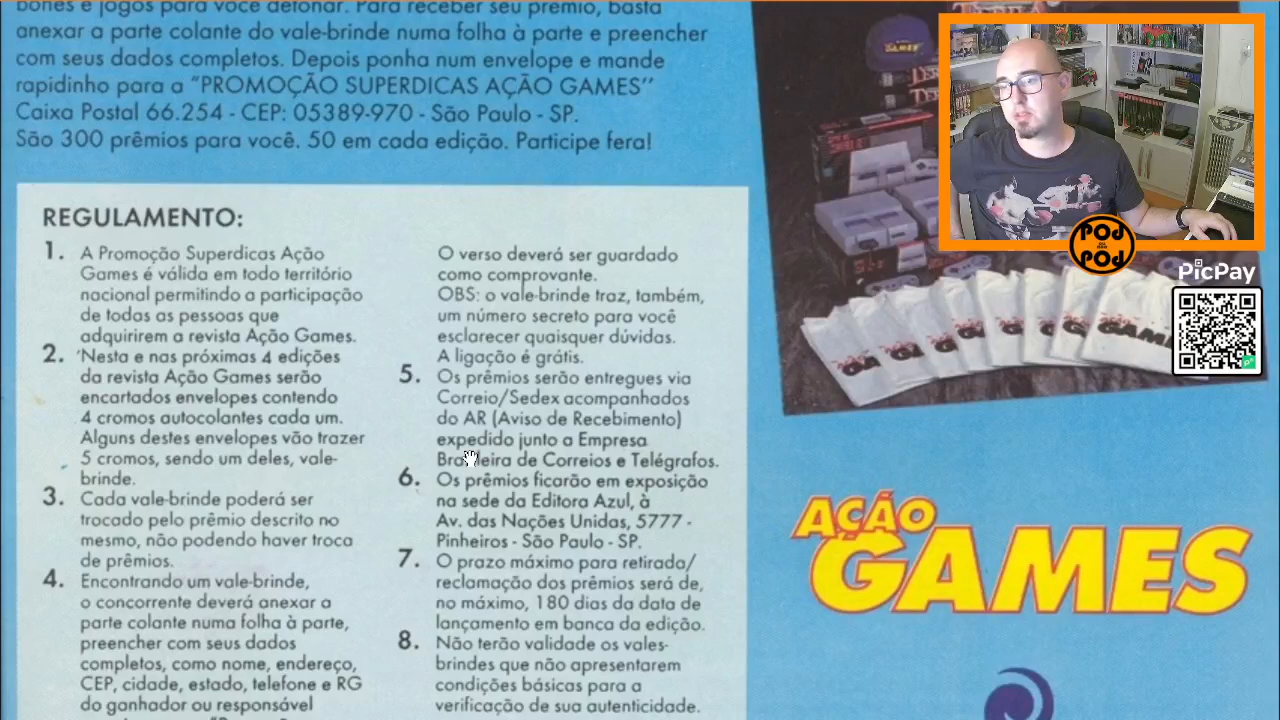 bonés e jogos para você detonar. Para receber seu prêmio, basta
anexar a parte colante do vale-brinde numa folha à parte e preencher
com seus dados completos. Depois ponha num envelope e mande
rapidinho para a “PROMOÇÃO SUPERDICAS AÇÃO GAMES”
Caixa Postal 66.254 - CEP: 05389-970 - São Paulo - SP.
São 300 prêmios para você. 50 em cada edição. Participe fera!
REGULAMENTO:
1. A Promoção Superdicas Ação
Games é válida em todo território
nacional permitindo a participação
de todas as pessoas que
adquirirem a revista Ação Games.
2. Nesta e nas próximas 4 edições
da revista Ação Games serão
encartados envelopes contendo
4 cromos autocolantes cada um.
Alguns destes envelopes vão trazer
5 cromos, sendo um deles, vale-
brinde.
3. Cada vale-brinde poderá ser
trocado pelo prêmio descrito no
mesmo, não podendo haver troca
de prêmios.
4. Encontrando um vale-brinde,
o concorrente deverá anexar a
parte colante numa folha à parte,
preencher com seus dados
completos, como nome, endereço,
CEP, cidade, estado, telefone e RG
do ganhador ou responsável
O verso deverá ser guardado
como comprovante.
OBS: o vale-brinde traz, também,
um número secreto para você
esclarecer quaisquer dúvidas.
A ligação é grátis.
5. Os prêmios serão entregues via
Correio/Sedex acompanhados
do AR (Aviso de Recebimento)
expedido junto a Empresa
Brasileira de Correios e Telégrafos.
6. Os prêmios ficarão em exposição
na sede da Editora Azul, à
Av. das Nações Unidas, 5777 -
Pinheiros - São Paulo - SP.
7. O prazo máximo para retirada/
reclamação dos prêmios será de,
no máximo, 180 dias da data de
lançamento em banca da edição.
8. Não terão validade os vales-
brindes que não apresentarem
condições básicas para a
verificação de sua autenticidade.
GAMES
GAMES
POD
POD
PicPay
AÇÃO
GAMES